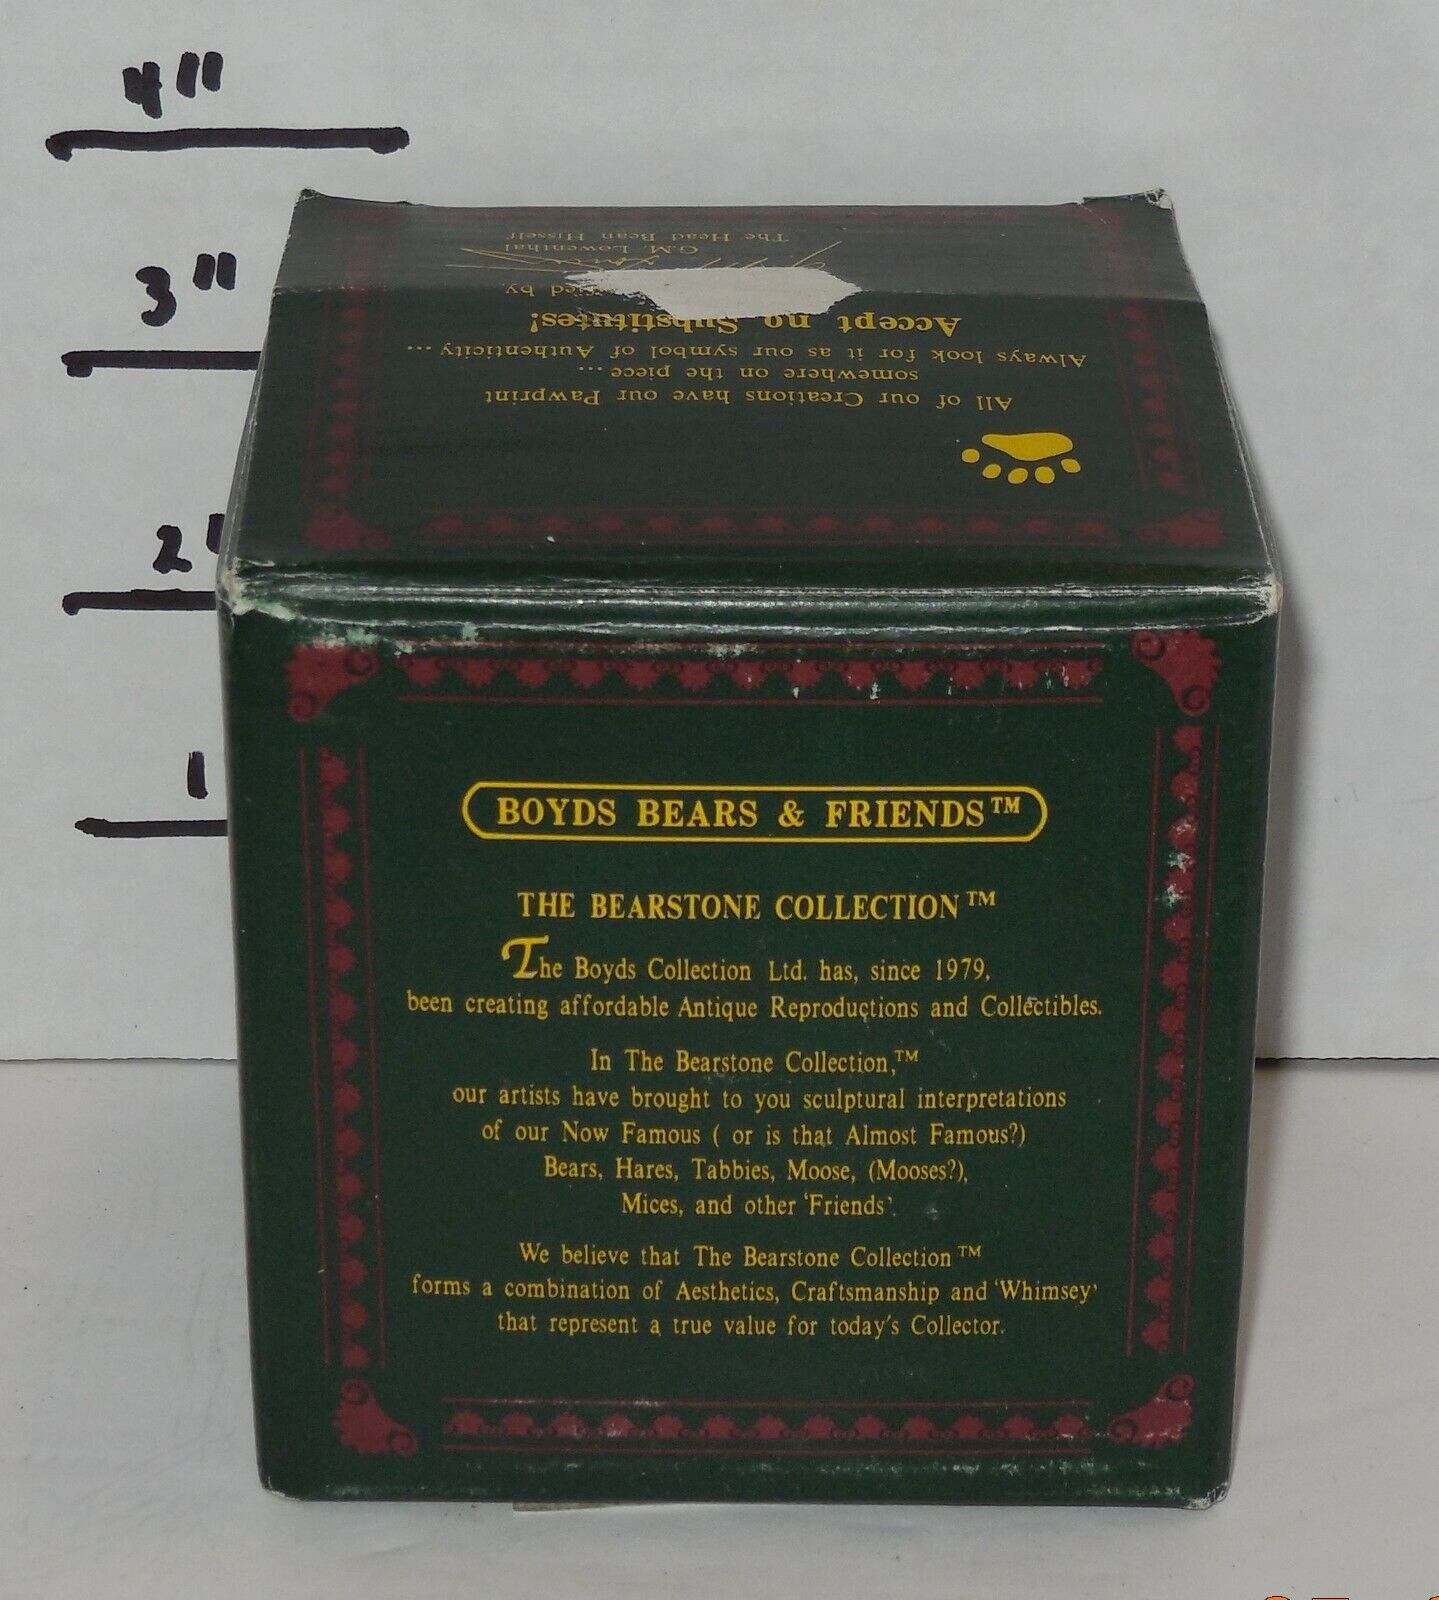 4"
3"
2"
1
All of our Creations have our Pawprint
somewhere on the piece...
Always look for it as our symbol of Authenticity...
Accept no Substitutes!
by
G.M. Lowenthal
The Head Bean Hisself
BOYDS BEARS & FRIENDS™
THE BEARSTONE COLLECTION™
The Boyds Collection Ltd. has, since 1979,
been creating affordable Antique Reproductions and Collectibles.
In The Bearstone Collection,™
our artists have brought to you sculptural interpretations
of our Now Famous ( or is that Almost Famous?)
Bears, Hares, Tabbies, Moose, (Mooses?),
Mices, and other 'Friends'.
We believe that The Bearstone Collection™
forms a combination of Aesthetics, Craftsmanship and 'Whimsey'
that represent a true value for today's Collector.